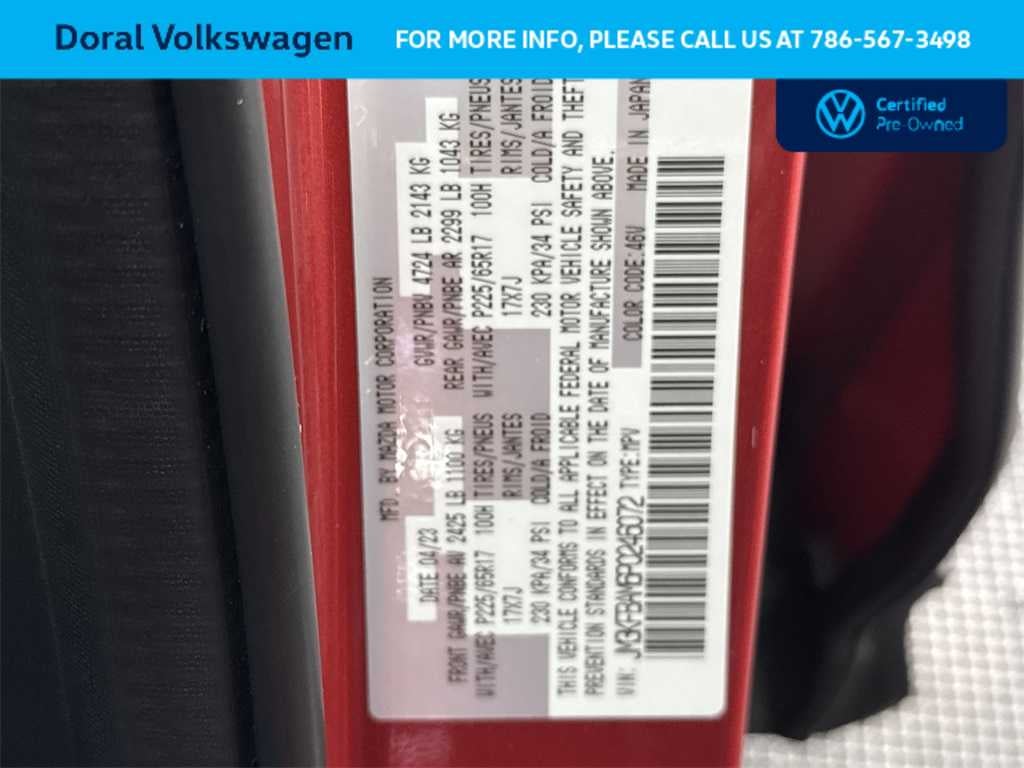 Doral Volkswagen
FOR MORE INFO, PLEASE CALL US AT 786-567-3498
Certified
Pre-Owned
MFD BY MAZDA MOTOR CORPORATION
DATE 04/23 GVWR/PNBV 4724 LB 2143 KG
FRONT GAWR/PNBE AV 2425 LB 1100 KG REAR GAWR/PNBE AR 2299 LB 1043 KG
WITH/AVEC P225/65R17 100H TIRES/PNEUS WITH/AVEC P225/65R17 100H TIRES/PNEUS
17X7J RIMS/JANTES 17X7J RIMS/JANTES
230 KPA/34 PSI COLD/A FROID 230 KPA/34 PSI COLD/A FROID
THIS VEHICLE CONFORMS TO ALL APPLICABLE FEDERAL MOTOR VEHICLE SAFETY AND THEFT
PREVENTION STANDARDS IN EFFECT ON THE DATE OF MANUFACTURE SHOWN ABOVE.
VIN: JM3KFBAM6P0246072 TYPE:MPV COLOR CODE:46V MADE IN JAPAN